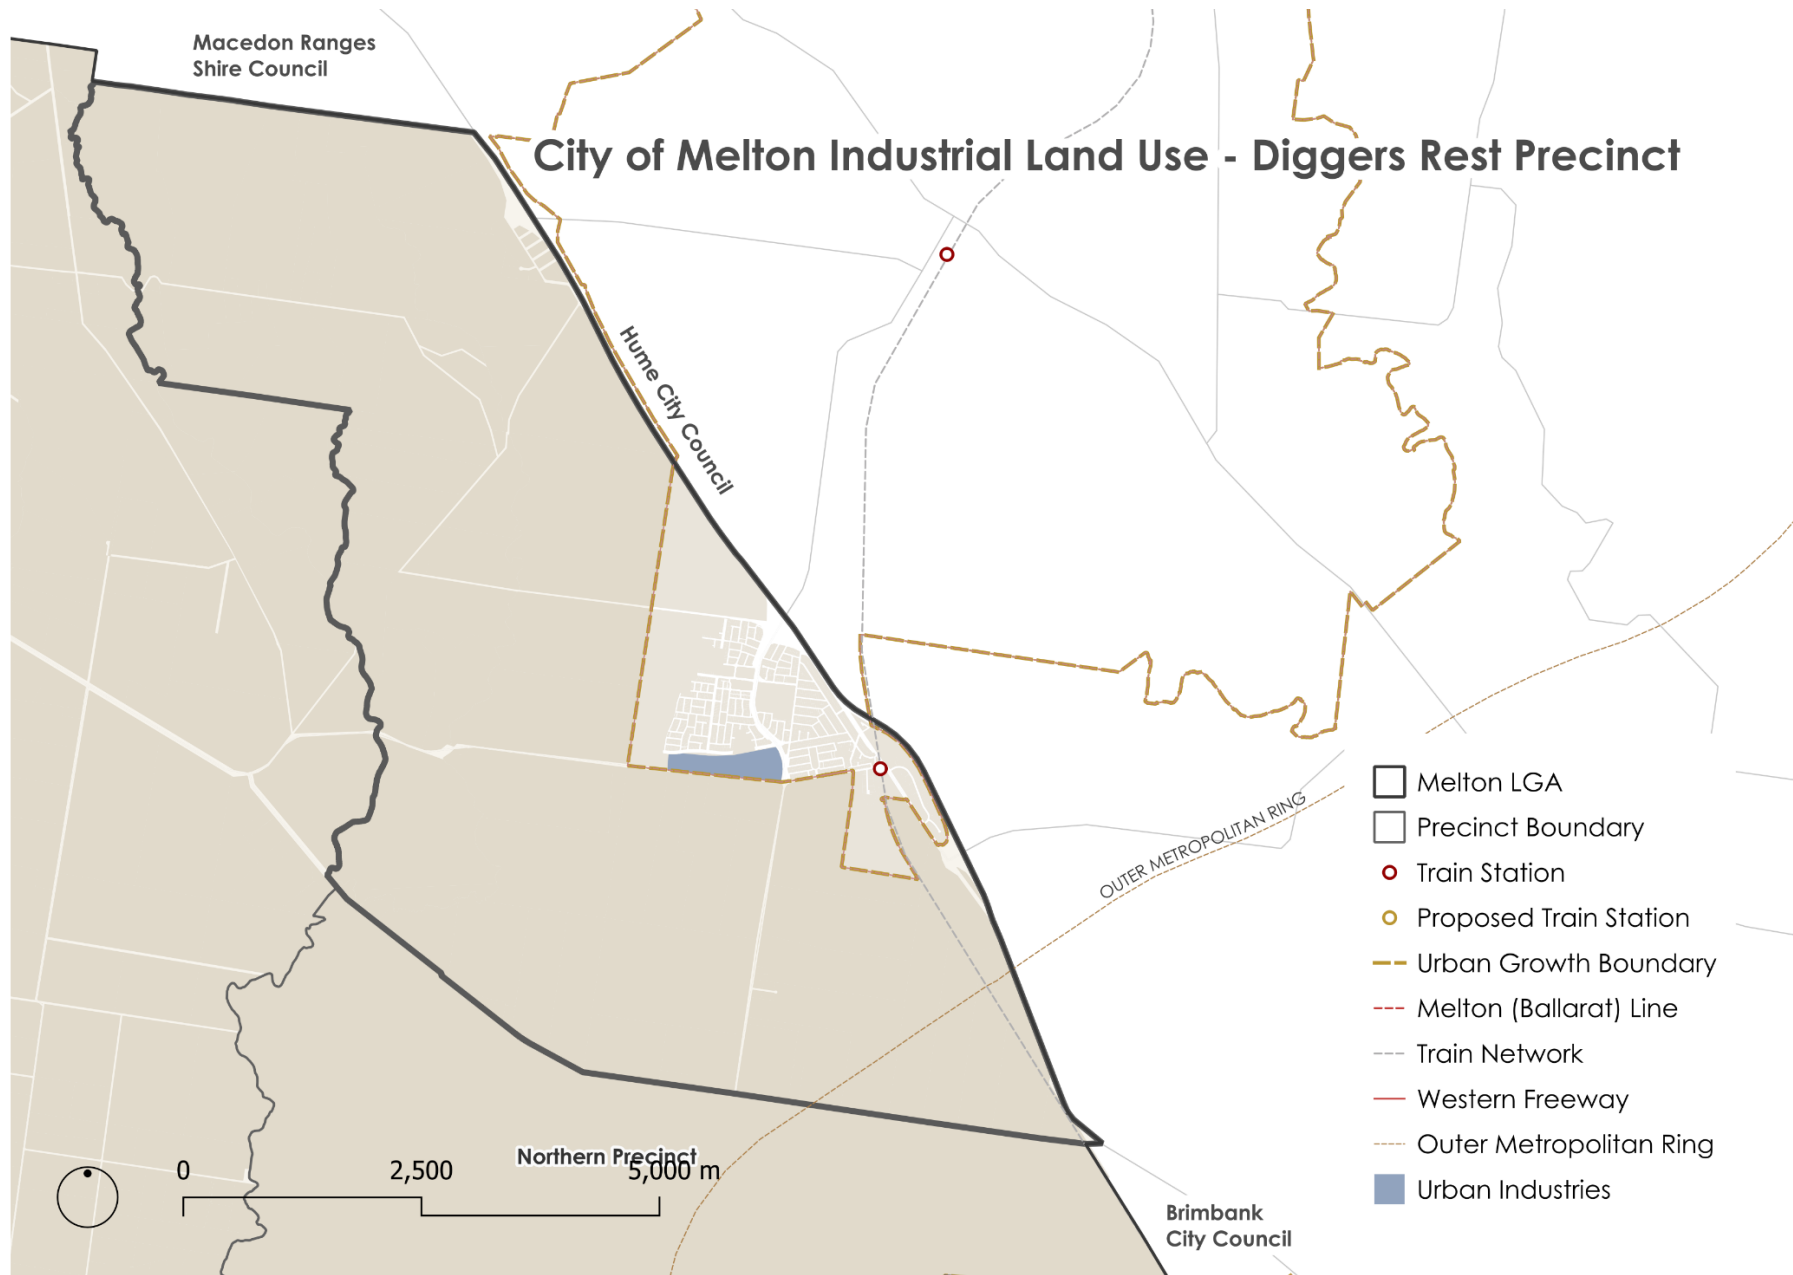 Macedon Ranges
Shire Council
City of Melton Industrial Land Use - Diggers Rest Precinct
Hume City Council
OUTER METROPOLITAN RING
Melton LGA
Precinct Boundary
Train Station
Proposed Train Station
Urban Growth Boundary
Melton (Ballarat) Line
Train Network
Western Freeway
Outer Metropolitan Ring
Urban Industries
Northern Precinct
0 2,500 5,000 m
Brimbank
City Council